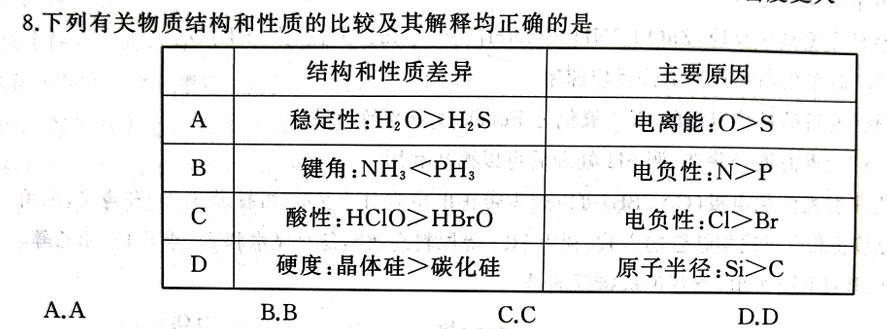 8.下列有关物质结构和性质的比较及其解释均正确的是
结构和性质差异 主要原因
A 稳定性:H₂O>H₂S 电离能:O>S
B 键角:NH₃<PH₃ 电负性:N>P
C 酸性:HClO>HBrO 电负性:Cl>Br
D 硬度:晶体硅>碳化硅 原子半径:Si>C
A.A B.B C.C D.D